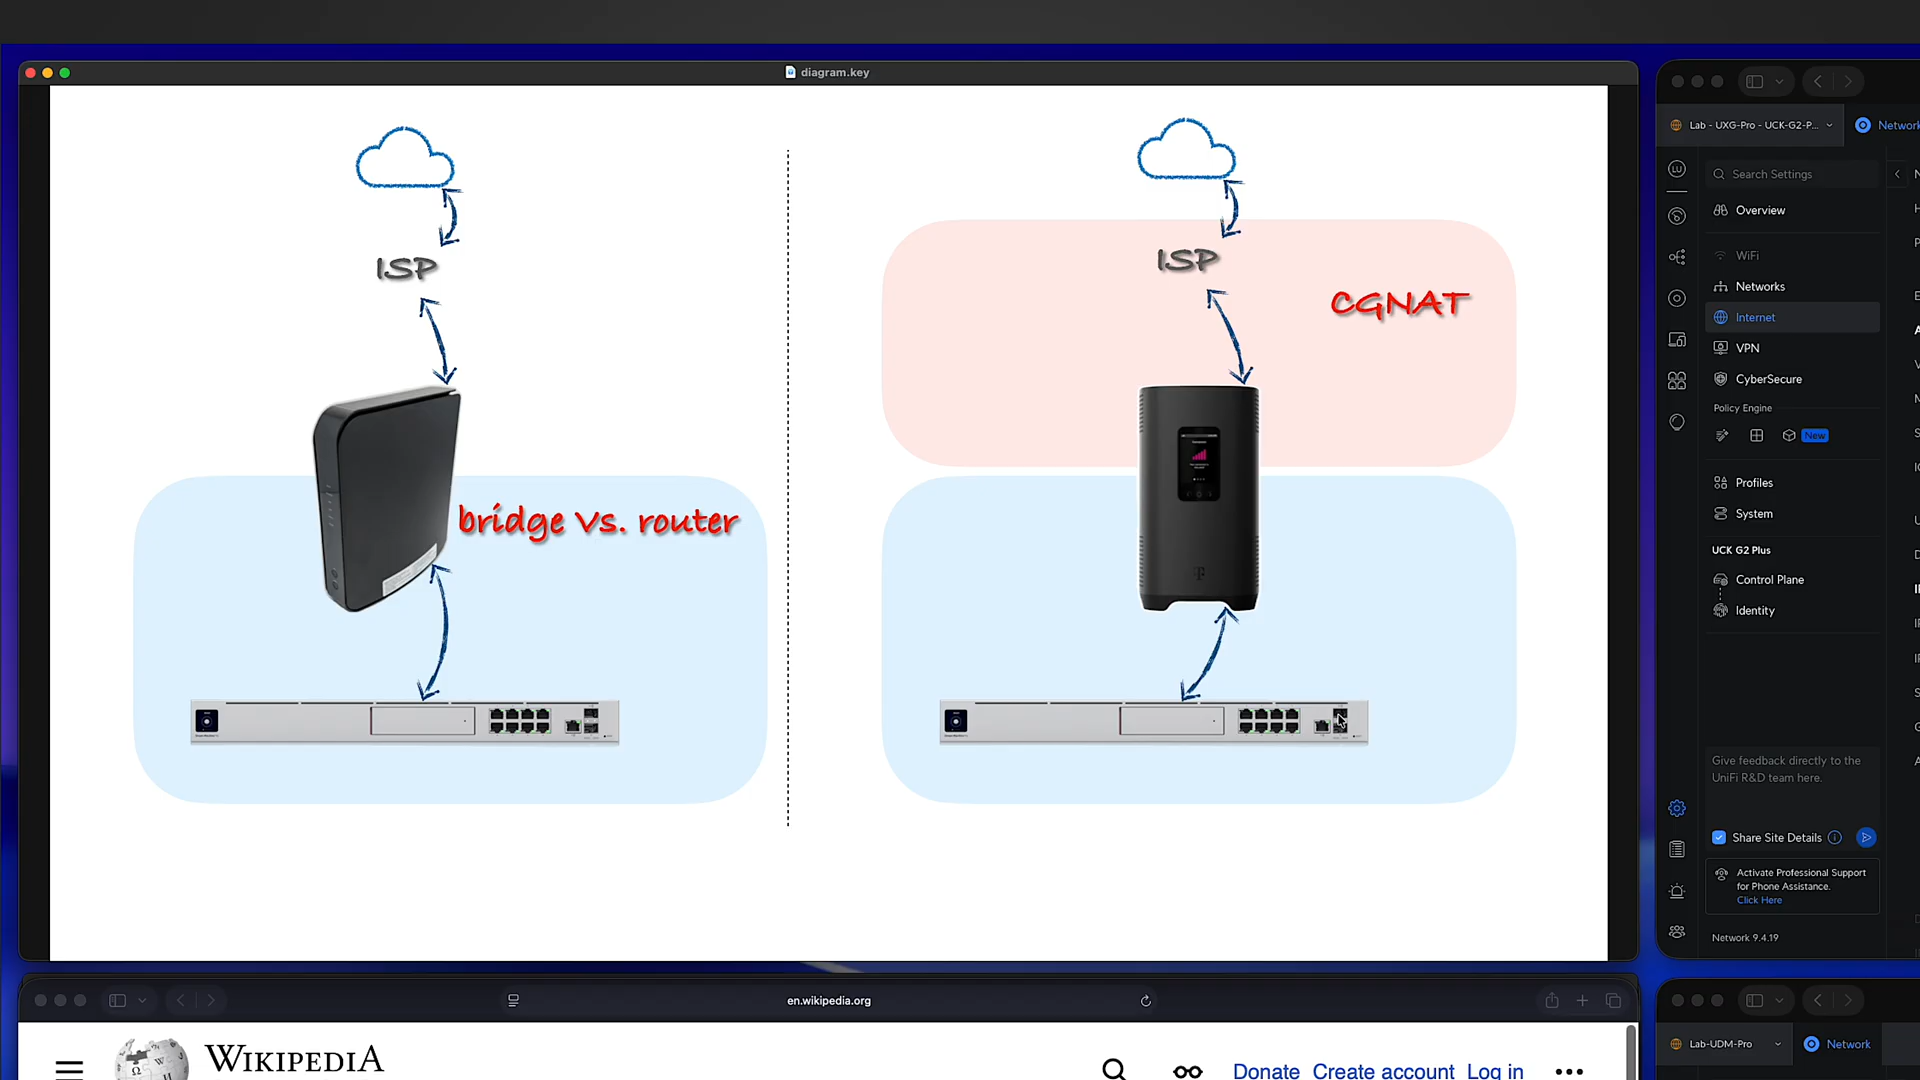 diagram.key
ISP
bridge Vs. router
ISP
CGNAT
Lab - UXG-Pro - UCK-G2-P...
Network
LU
Search Settings
Overview
WiFi
Networks
Internet
VPN
CyberSecure
Policy Engine
New
Profiles
System
UCK G2 Plus
Control Plane
Identity
Give feedback directly to the
UniFi R&D team here.
Share Site Details
Activate Professional Support
for Phone Assistance.
Click Here
Network 9.4.19
en.wikipedia.org
WIKIPEDIA
Donate Create account Log in
Lab-UDM-Pro
Network